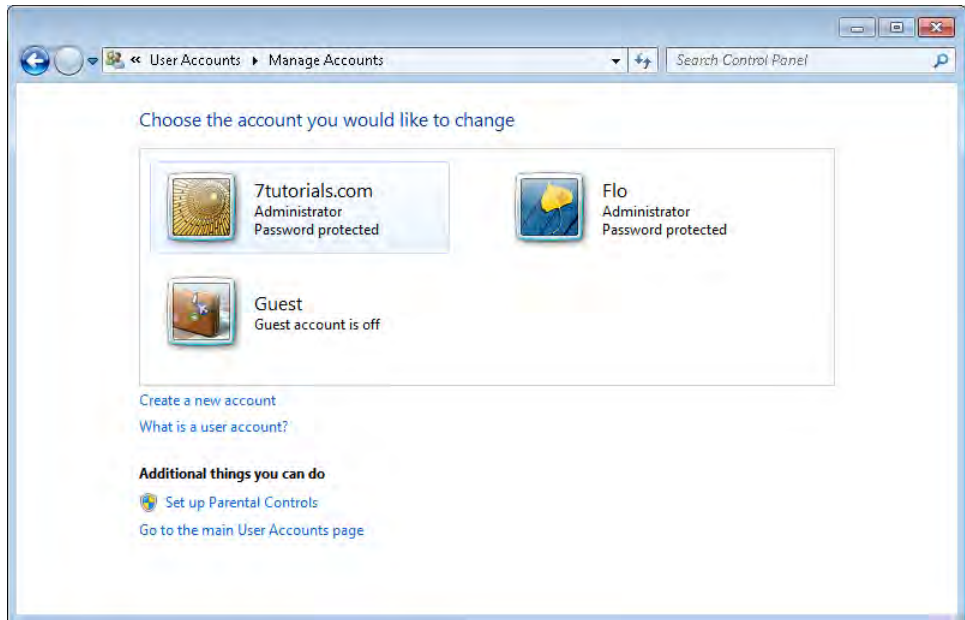 « User Accounts ▸ Manage Accounts
Search Control Panel
Choose the account you would like to change
7tutorials.com
Administrator
Password protected
Flo
Administrator
Password protected
Guest
Guest account is off
Create a new account
What is a user account?
Additional things you can do
Set up Parental Controls
Go to the main User Accounts page